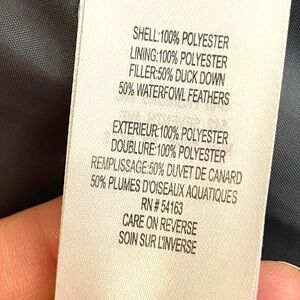 SHELL:100% POLYESTER
LINING:100% POLYESTER
FILLER:50% DUCK DOWN
50% WATERFOWL FEATHERS
EXTERIEUR:100% POLYESTER
DOUBLURE:100% POLYESTER
REMPLISSAGE:50% DUVET DE CANARD
50% PLUMES D'OISEAUX AQUATIQUES
RN # 54163
CARE ON REVERSE
SOIN SUR L'INVERSE